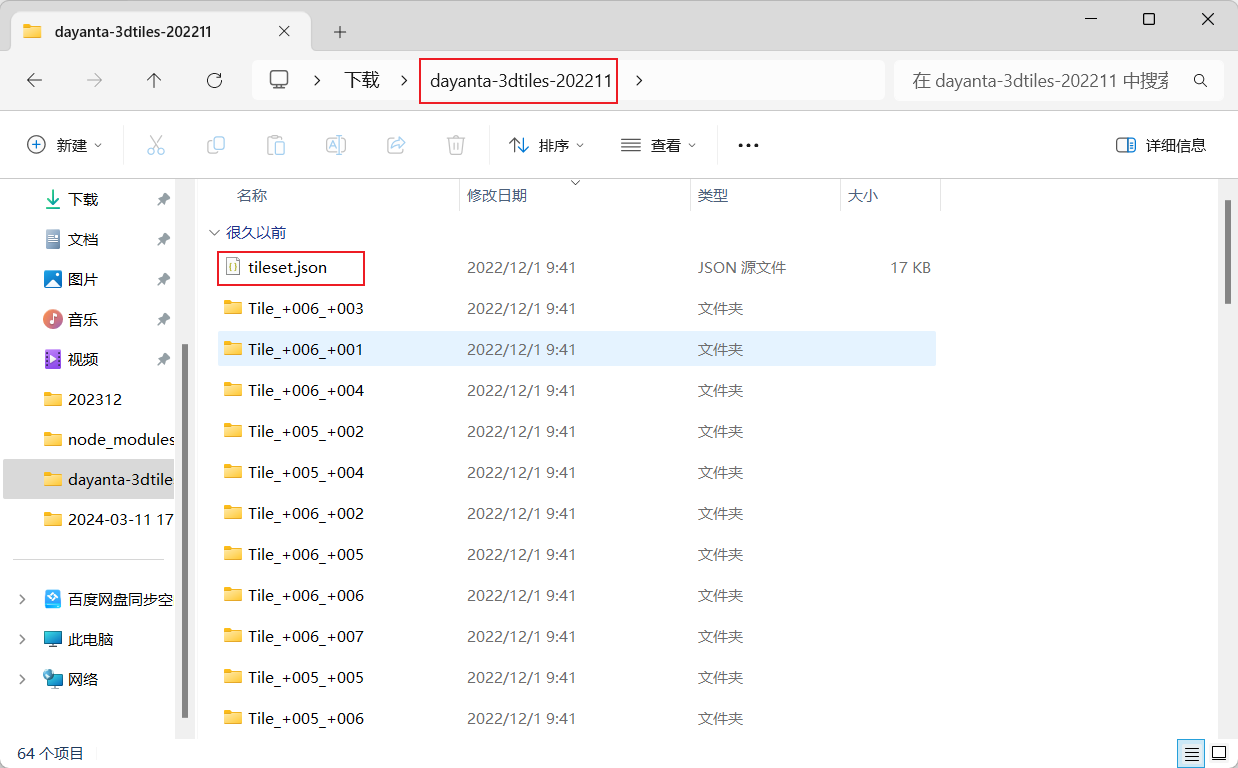 dayanta-3dtiles-202211
下载 dayanta-3dtiles-202211
在 dayanta-3dtiles-202211 中搜索
新建 排序 查看 详细信息
名称 修改日期 类型 大小
很久以前
tileset.json 2022/12/1 9:41 JSON 源文件 17 KB
Tile_+006_+003 2022/12/1 9:41 文件夹
Tile_+006_+001 2022/12/1 9:41 文件夹
Tile_+006_+004 2022/12/1 9:41 文件夹
Tile_+005_+002 2022/12/1 9:41 文件夹
Tile_+005_+004 2022/12/1 9:41 文件夹
Tile_+006_+002 2022/12/1 9:41 文件夹
Tile_+006_+005 2022/12/1 9:41 文件夹
Tile_+006_+006 2022/12/1 9:41 文件夹
Tile_+006_+007 2022/12/1 9:41 文件夹
Tile_+005_+005 2022/12/1 9:41 文件夹
Tile_+005_+006 2022/12/1 9:41 文件夹
下载
文档
图片
音乐
视频
202312
node_modules
dayanta-3dtile
2024-03-11 17
百度网盘同步空
此电脑
网络
64 个项目